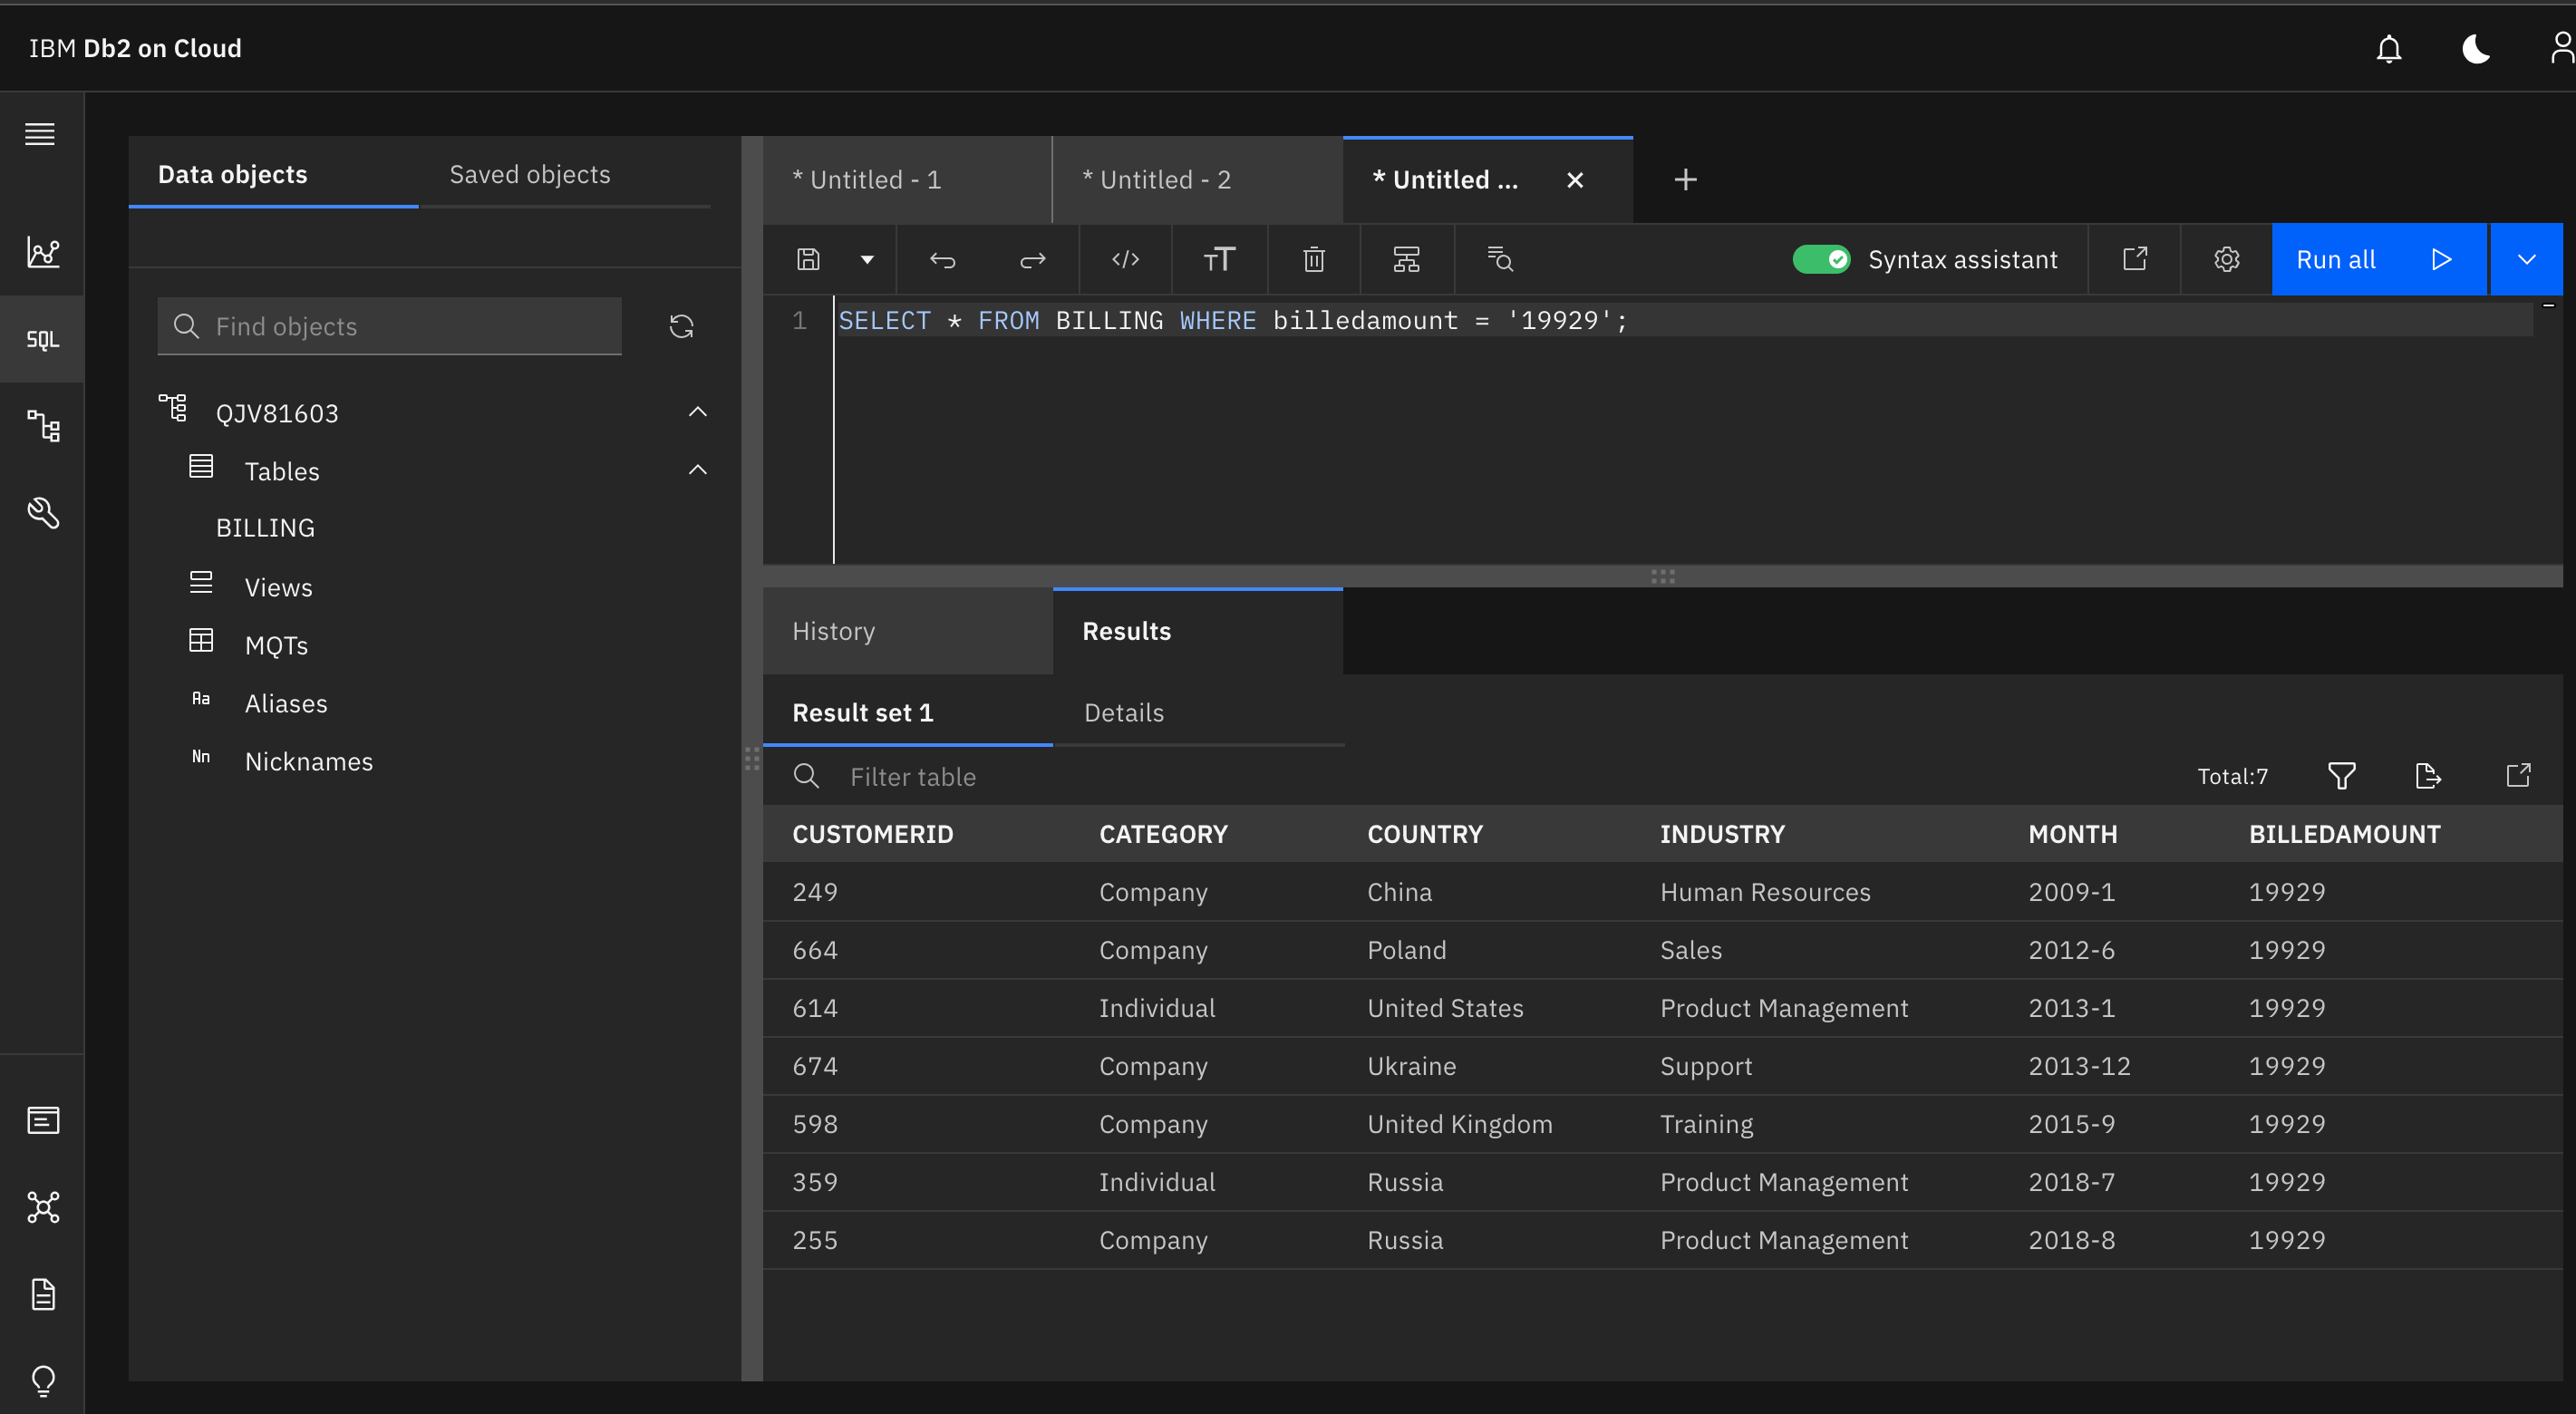 IBM Db2 on Cloud
Data objects
Saved objects
Find objects
QJV81603
Tables
BILLING
Views
MQTs
Aa Aliases
Nn Nicknames
SQL
* Untitled - 1
* Untitled - 2
* Untitled ...
</> TT
Syntax assistant
Run all
1 SELECT * FROM BILLING WHERE billedamount = '19929';
History
Results
Result set 1
Details
Filter table
Total:7
CUSTOMERID CATEGORY COUNTRY INDUSTRY MONTH BILLEDAMOUNT
249 Company China Human Resources 2009-1 19929
664 Company Poland Sales 2012-6 19929
614 Individual United States Product Management 2013-1 19929
674 Company Ukraine Support 2013-12 19929
598 Company United Kingdom Training 2015-9 19929
359 Individual Russia Product Management 2018-7 19929
255 Company Russia Product Management 2018-8 19929